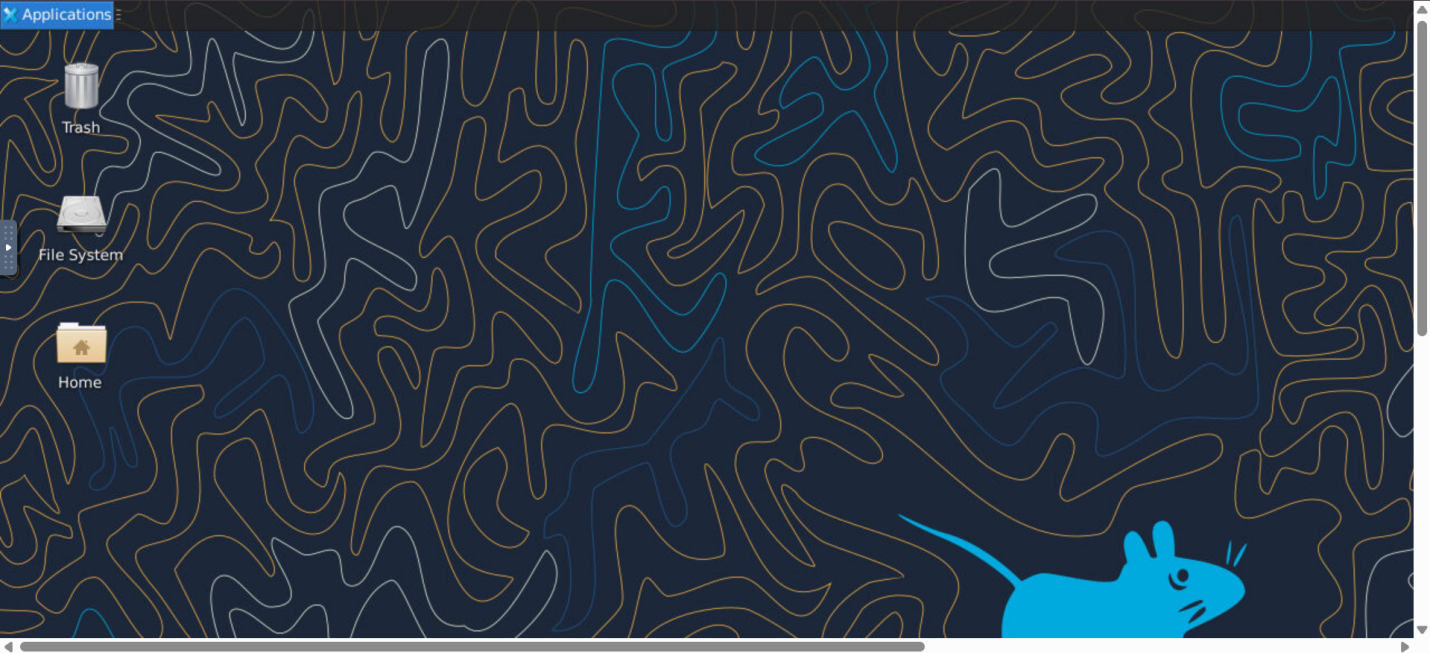 Applications
Trash
File System
Home